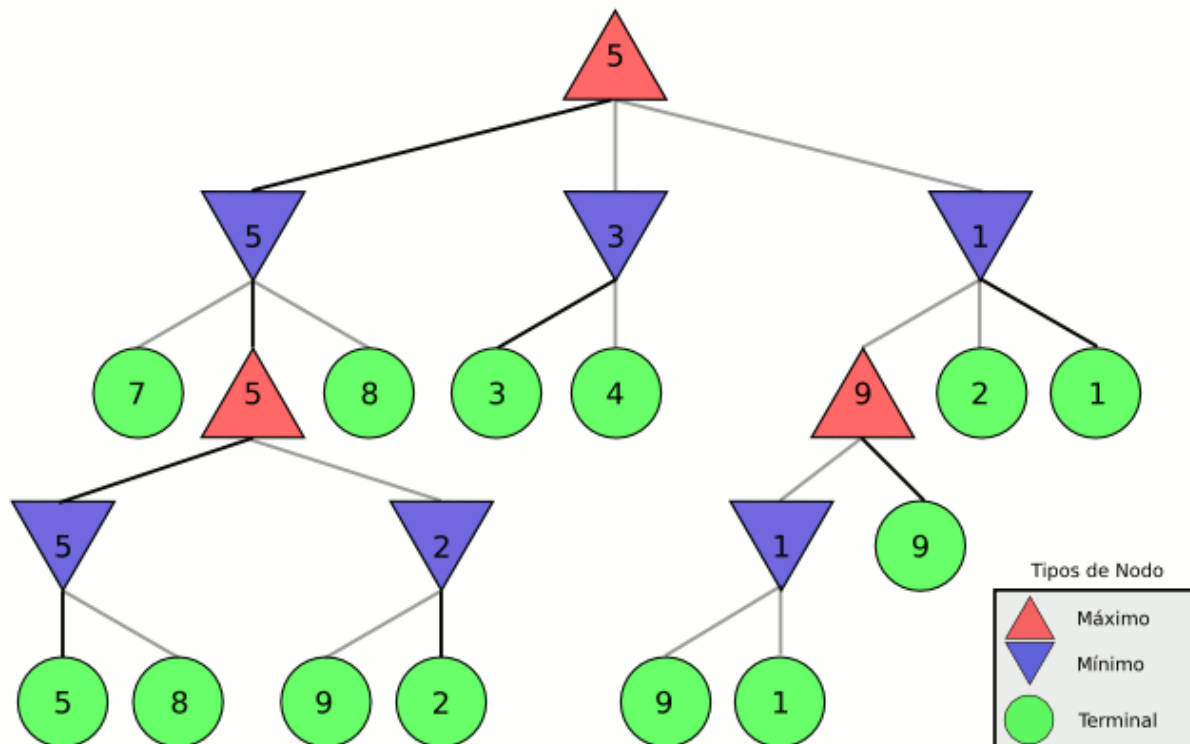 5
5 3 1
7 5 8 3 4 9 2 1
5 2 1 9
5 8 9 2 9 1
Tipos de Nodo
Máximo
Mínimo
Terminal